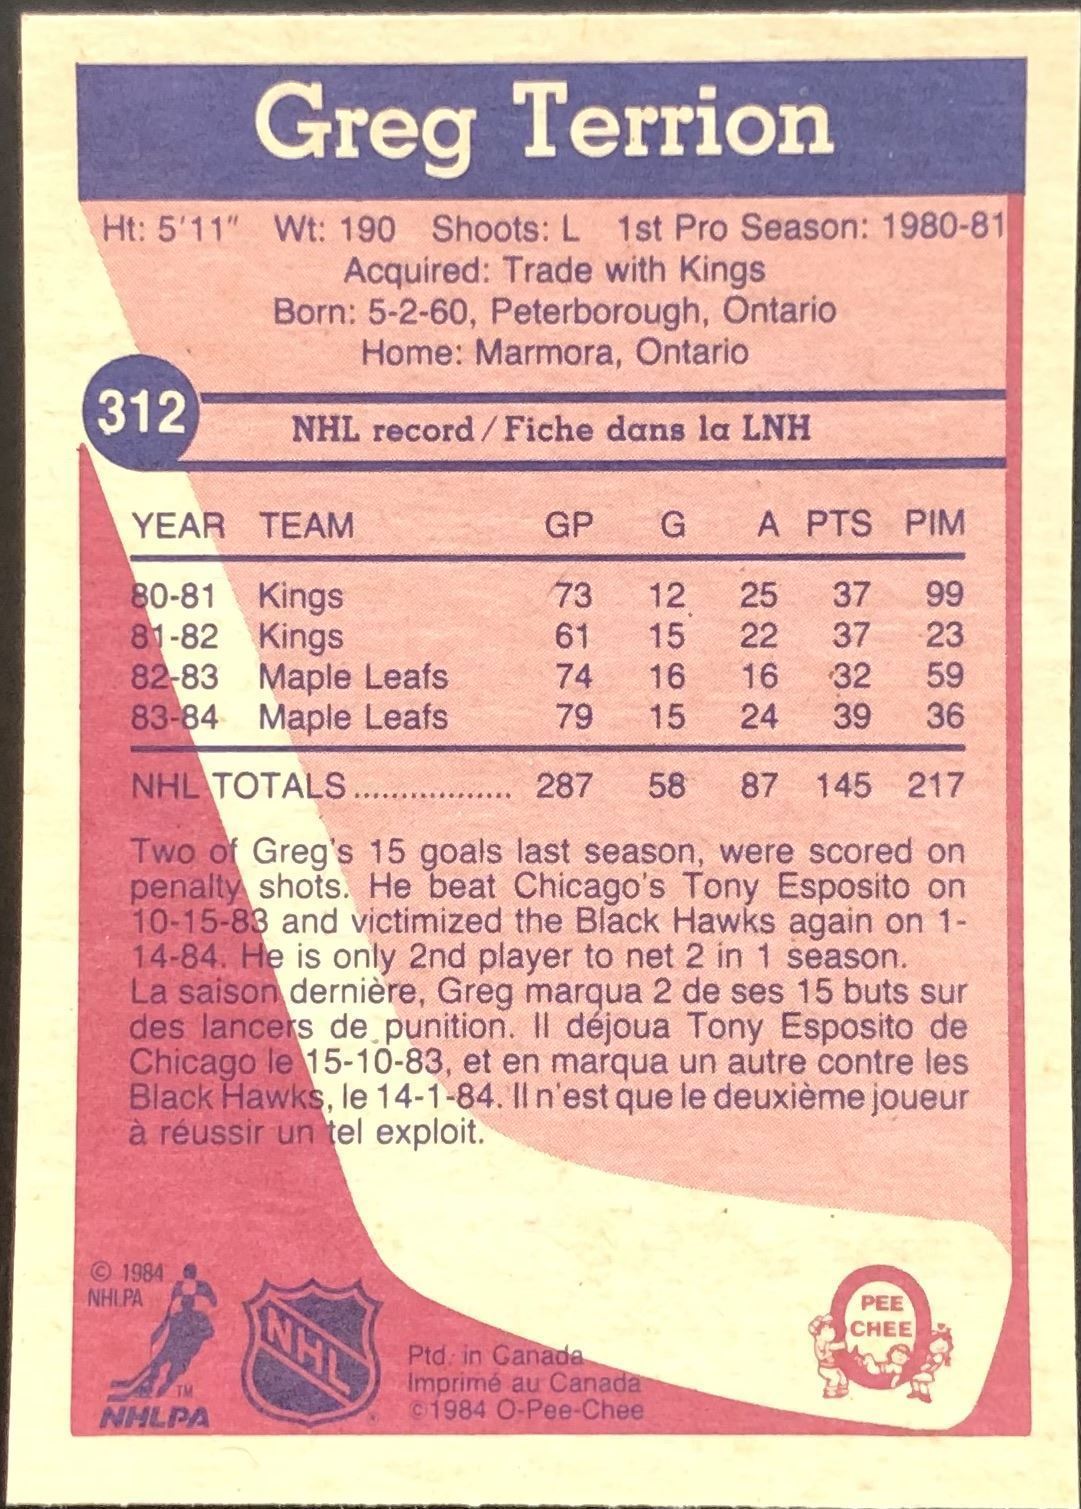 Greg Terrion
Ht: 5'11" Wt: 190 Shoots: L 1st Pro Season: 1980-81
Acquired: Trade with Kings
Born: 5-2-60, Peterborough, Ontario
Home: Marmora, Ontario
312
NHL record/Fiche dans la LNH
YEAR TEAM GP G A PTS PIM
80-81 Kings 73 12 25 37 99
81-82 Kings 61 15 22 37 23
82-83 Maple Leafs 74 16 16 32 59
83-84 Maple Leafs 79 15 24 39 36
NHL TOTALS................. 287 58 87 145 217
Two of Greg's 15 goals last season, were scored on
penalty shots. He beat Chicago's Tony Esposito on
10-15-83 and victimized the Black Hawks again on 1-
14-84. He is only 2nd player to net 2 in 1 season.
La saison dernière, Greg marqua 2 de ses 15 buts sur
des lancers de punition. Il déjoua Tony Esposito de
Chicago le 15-10-83, et en marqua un autre contre les
Black Hawks, le 14-1-84. Il n'est que le deuxième joueur
à réussir un tel exploit.
© 1984
NHLPA
TM
NHLPA
NHL
Ptd. in Canada
Imprimé au Canada
©1984 O-Pee-Chee
PEE
CHEE